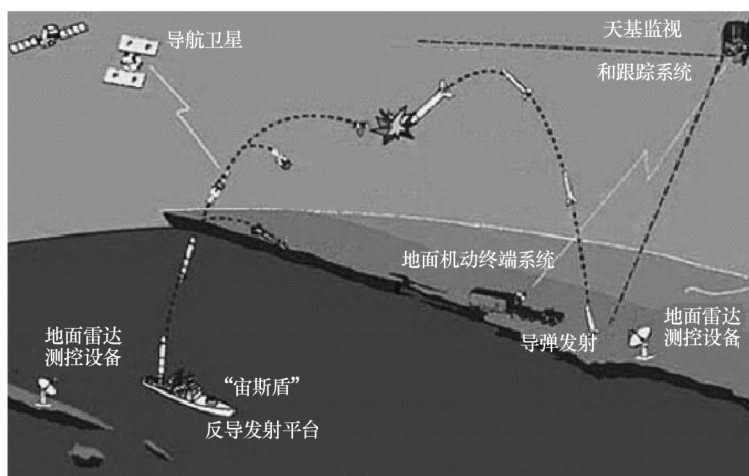 导航卫星
天基监视
和跟踪系统
地面机动终端系统
地面雷达
测控设备
导弹发射
地面雷达
测控设备
“宙斯盾”
反导发射平台